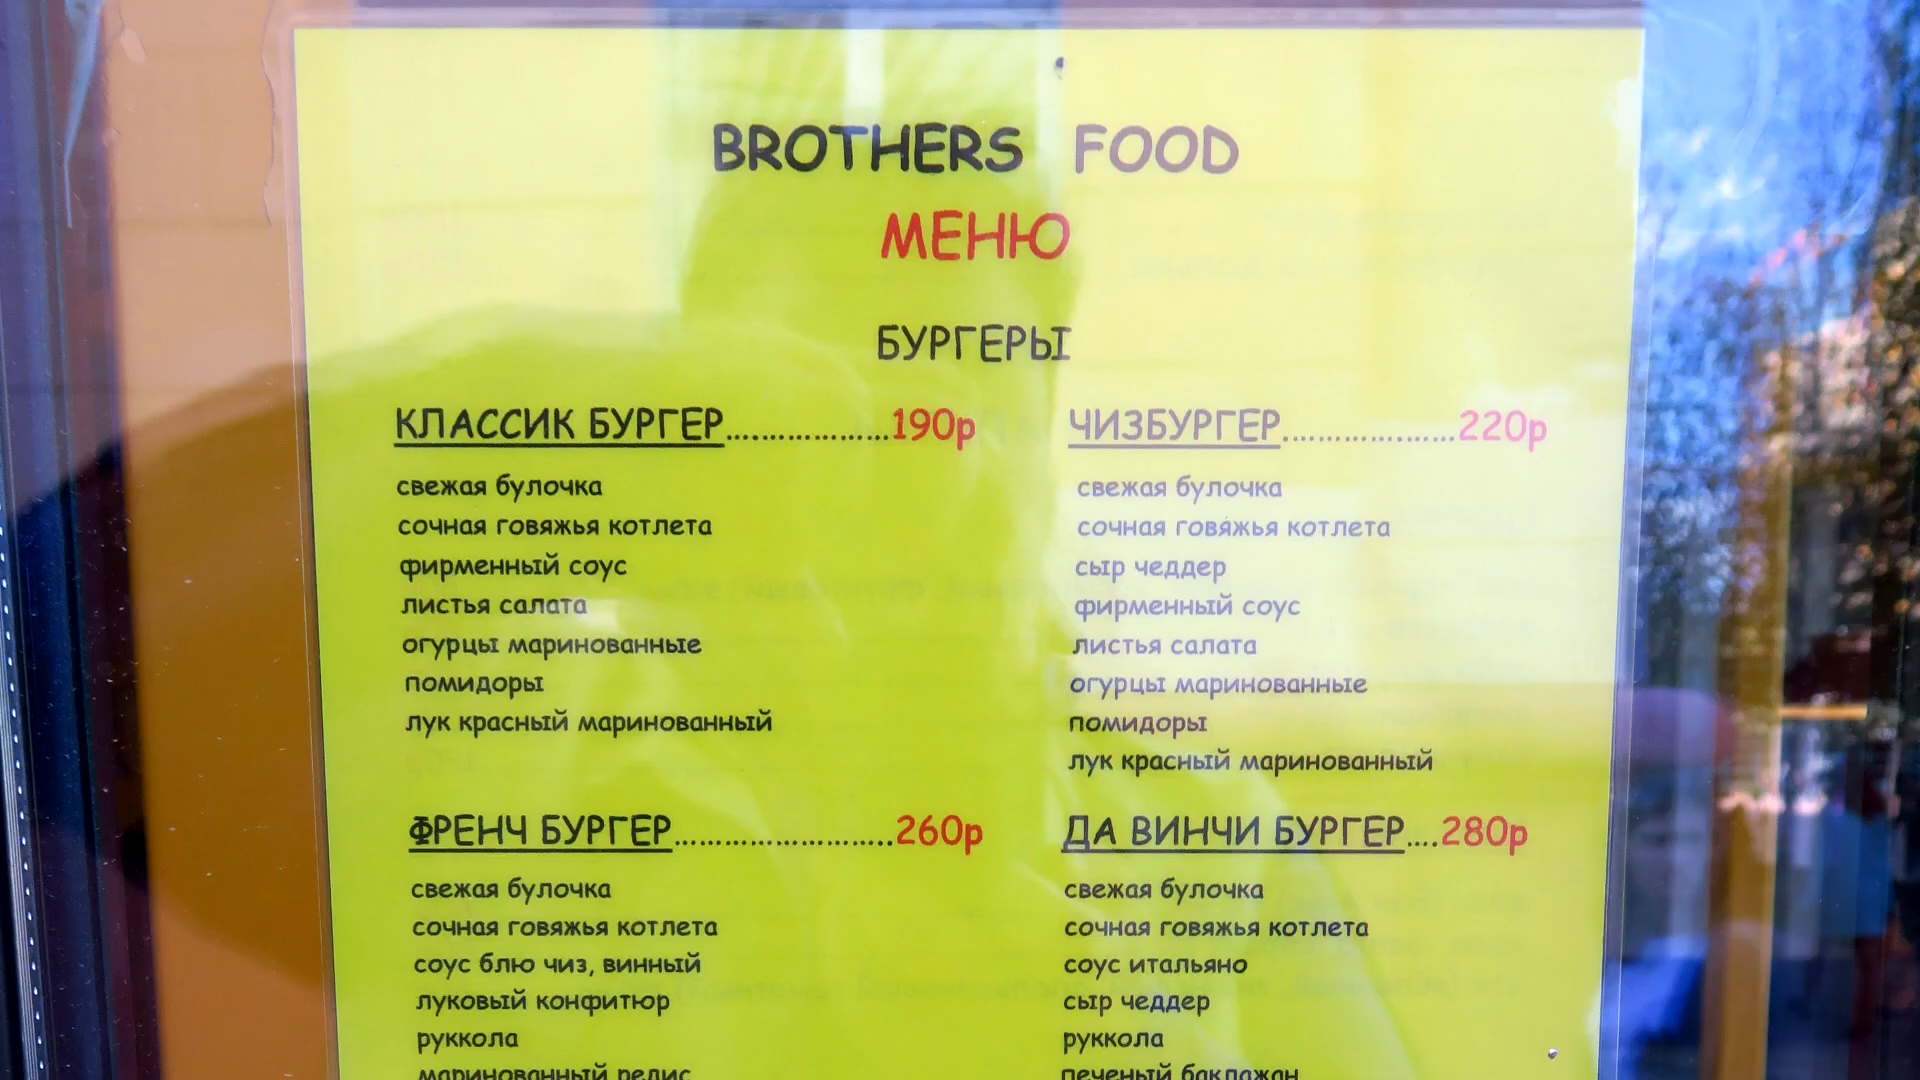 BROTHERS FOOD
МЕНЮ
БУРГЕРЫ
КЛАССИК БУРГЕР..................190р
свежая булочка
сочная говяжья котлета
фирменный соус
листья салата
огурцы маринованные
помидоры
лук красный маринованный
ЧИЗБУРГЕР...................220р
свежая булочка
сочная говяжья котлета
сыр чеддер
фирменный соус
листья салата
огурцы маринованные
помидоры
лук красный маринованный
ФРЕНЧ БУРГЕР.......................260р
свежая булочка
сочная говяжья котлета
соус блю чиз, винный
луковый конфитюр
руккола
маринованный редис
ДА ВИНЧИ БУРГЕР....280р
свежая булочка
сочная говяжья котлета
соус итальяно
сыр чеддер
руккола
печеный баклажан